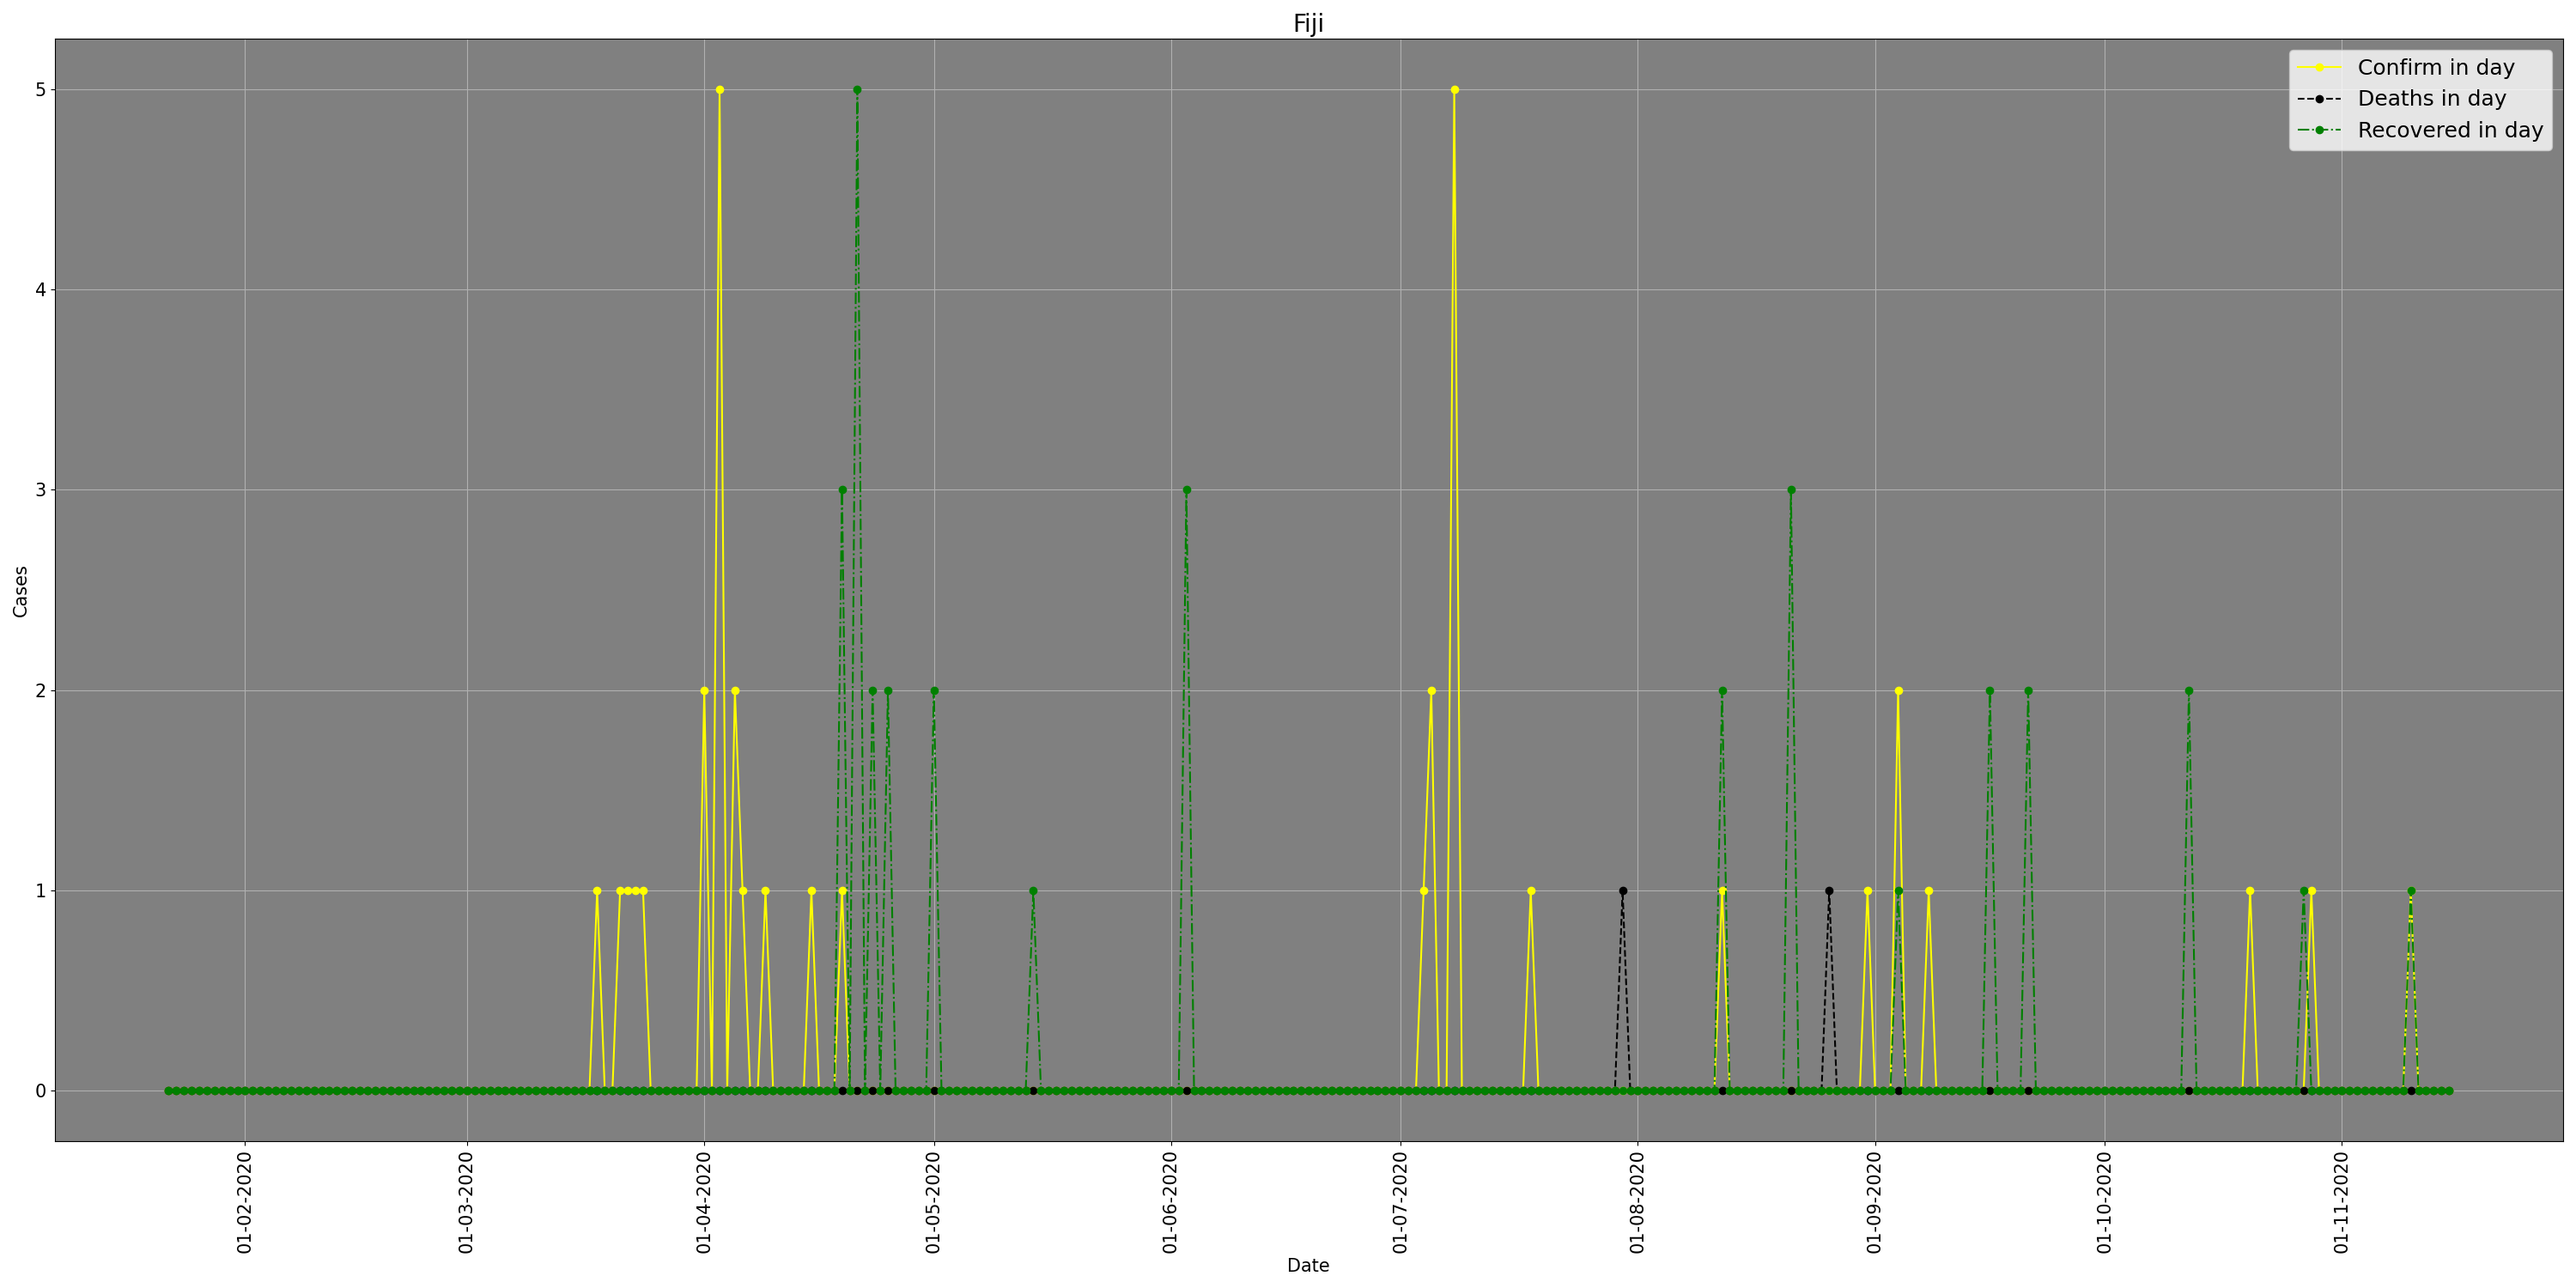 Fiji
Confirm in day
Deaths in day
Recovered in day
5
4
3
2
1
0
Cases
01-02-2020
01-03-2020
01-04-2020
01-05-2020
01-06-2020
01-07-2020
01-08-2020
01-09-2020
01-10-2020
01-11-2020
Date